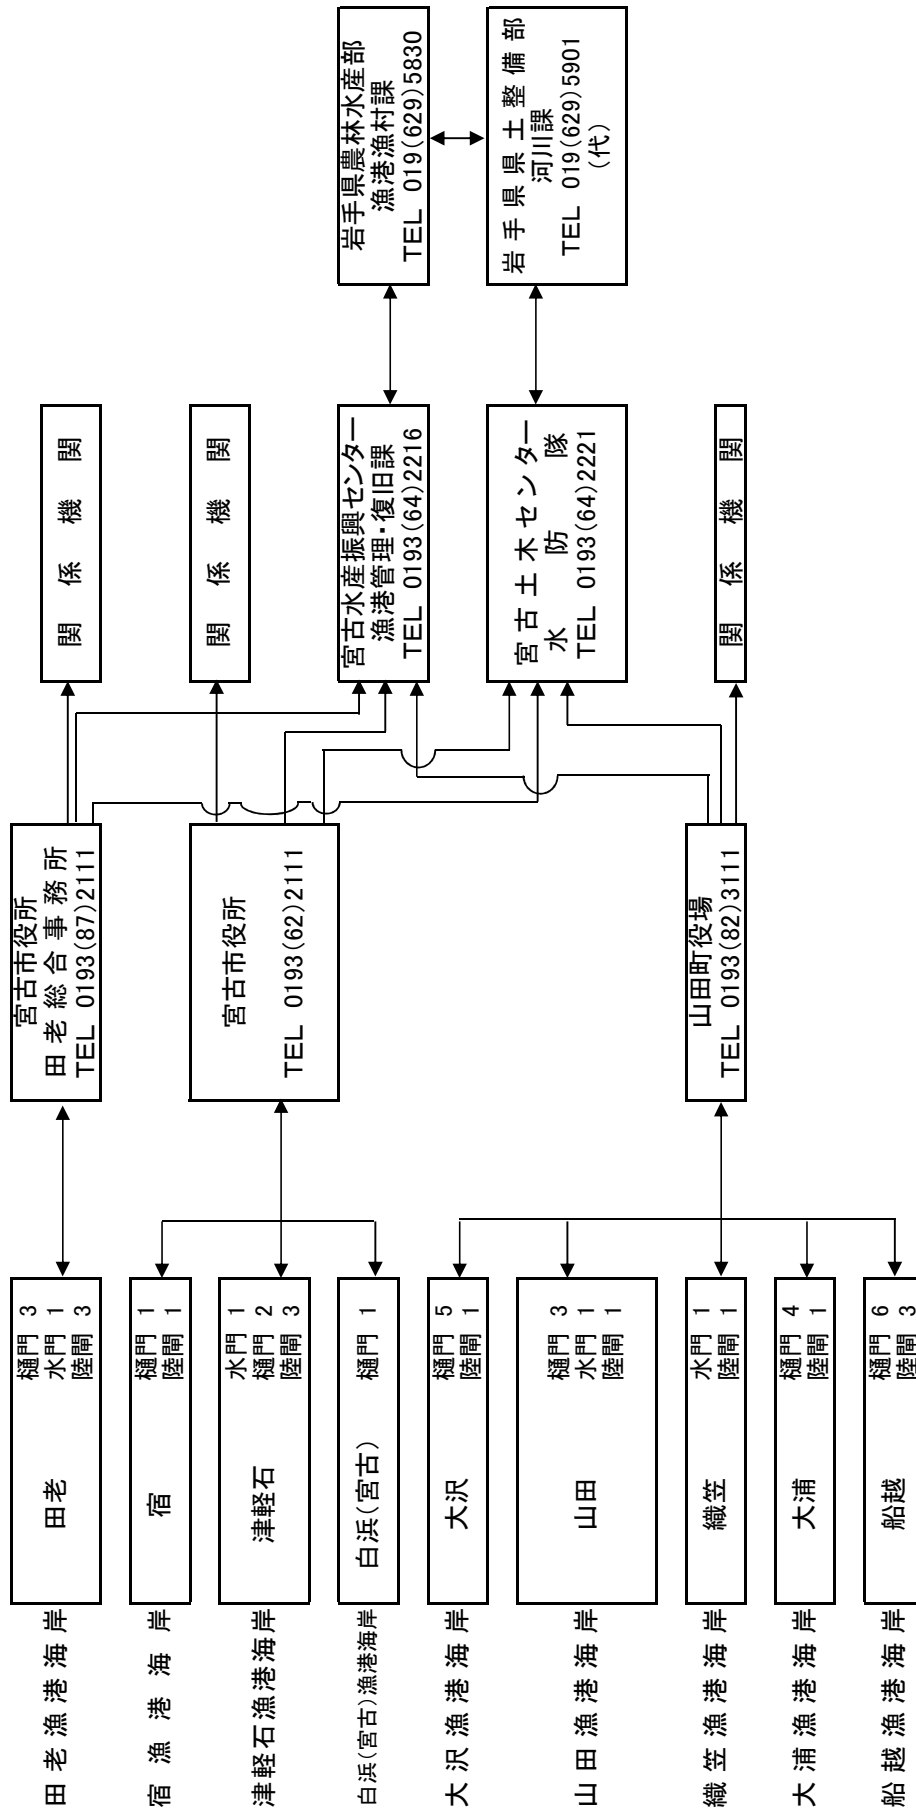 田老漁港海岸
田老
樋門 3
水門 1
陸閘 3
宿漁港海岸
宿
樋門 1
陸閘 1
津軽石漁港海岸
津軽石
水門 1
樋門 2
陸閘 3
白浜(宮古)漁港海岸
白浜(宮古)
樋門 1
大沢漁港海岸
大沢
樋門 5
陸閘 1
山田漁港海岸
山田
樋門 3
水門 1
陸閘 1
織笠漁港海岸
織笠
水門 1
陸閘 1
大浦漁港海岸
大浦
樋門 4
陸閘 1
船越漁港海岸
船越
樋門 6
陸閘 3
宮古市役所
田老総合事務所
TEL 0193(87)2111
宮古市役所
TEL 0193(62)2111
山田町役場
TEL 0193(82)3111
関係機関
関係機関
宮古水産振興センター
漁港管理・復旧課
TEL 0193(64)2216
宮古土木センター
水防隊
TEL 0193(64)2221
関係機関
岩手県農林水産部
漁港漁村課
TEL 019(629)5830
岩手県県土整備部
河川課
TEL 019(629)5901
(代)